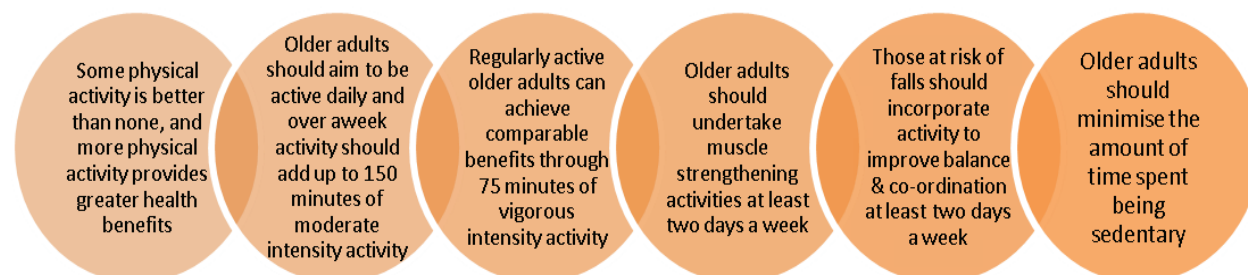 Some physical
activity is better
than none, and
more physical
activity provides
greater health
benefits
Older adults
should aim to be
active daily and
over aweek
activity should
add up to 150
minutes of
moderate
intensity activity
Regularly active
older adults can
achieve
comparable
benefits through
75 minutes of
vigorous
intensity activity
Older adults
should
undertake
muscle
strengthening
activities at least
two days a week
Those at risk of
falls should
incorporate
activity to
improve balance
& co-ordination
at least two days
a week
Older adults
should
minimise the
amount of
time spent
being
sedentary